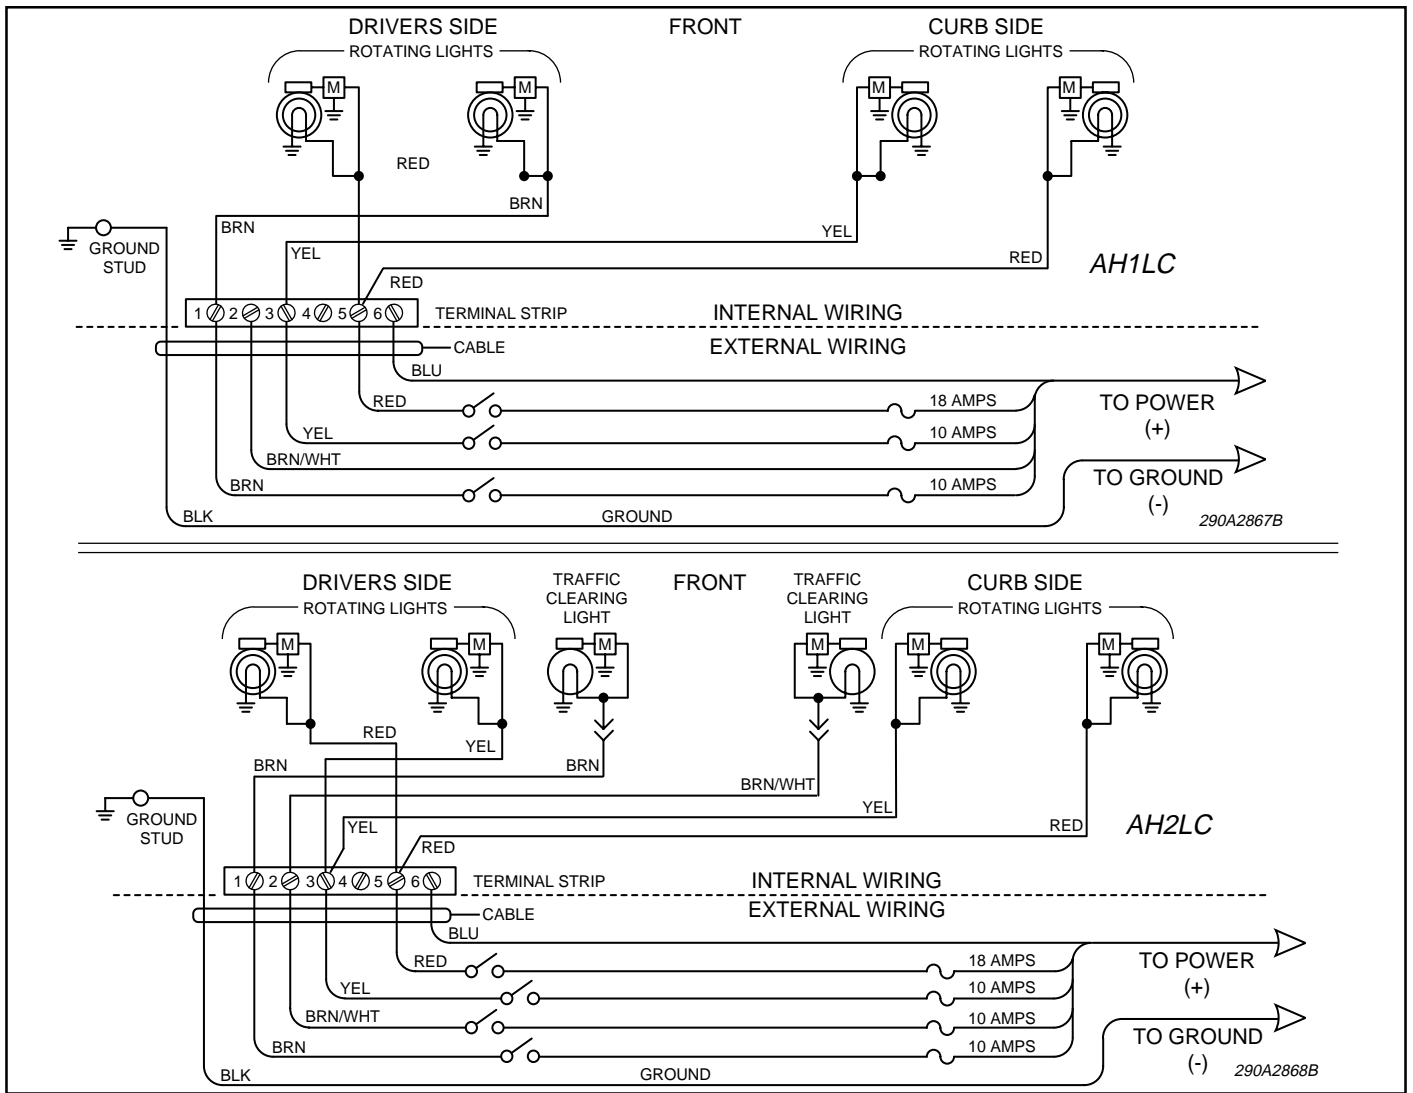 DRIVERS SIDE FRONT CURB SIDE
ROTATING LIGHTS ROTATING LIGHTS
M M M M
RED
BRN
BRN YEL
GROUND STUD
YEL RED AH1LC
RED
1 2 3 4 5 6 TERMINAL STRIP INTERNAL WIRING
CABLE EXTERNAL WIRING
BLU
RED 18 AMPS TO POWER
YEL 10 AMPS (+)
BRN/WHT
BRN 10 AMPS TO GROUND
(-)
BLK GROUND 290A2867B
DRIVERS SIDE TRAFFIC CLEARING LIGHT FRONT TRAFFIC CLEARING LIGHT CURB SIDE
ROTATING LIGHTS ROTATING LIGHTS
M M M M M M
RED
YEL
BRN BRN
BRN/WHT
YEL
GROUND STUD
YEL RED AH2LC
RED
1 2 3 4 5 6 TERMINAL STRIP INTERNAL WIRING
CABLE EXTERNAL WIRING
BLU
RED 18 AMPS TO POWER
YEL 10 AMPS (+)
BRN/WHT 10 AMPS
BRN 10 AMPS TO GROUND
(-)
BLK GROUND 290A2868B